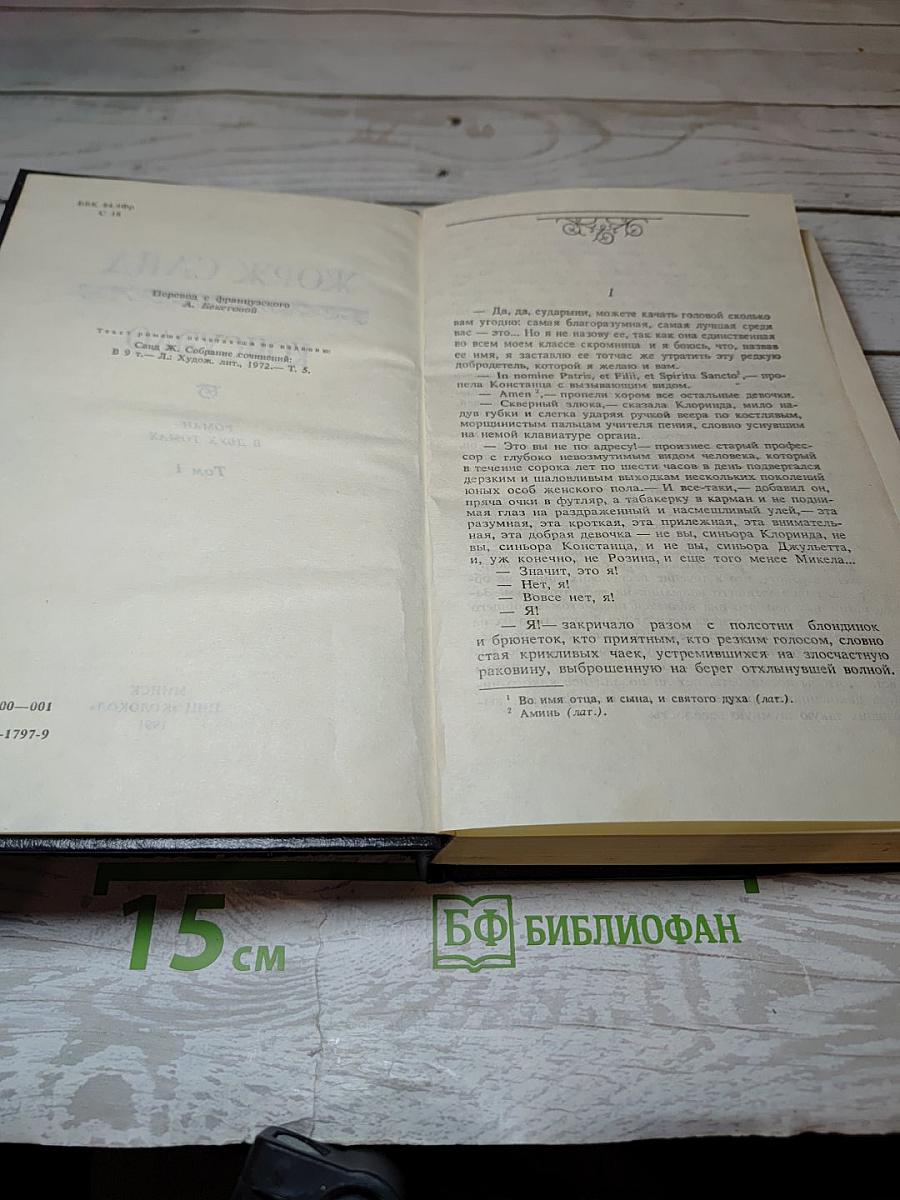 ББК 84.4Фр
С 18
Перевод с французского
А. Бекетовой
Текст романа печатается по изданию:
Санд Ж. Собрание сочинений:
В 9 т.— Л.: Худож. лит., 1972.— Т. 5.
ЖОРЖ САНД
РОМАН
В ДВУХ ТОМАХ
Том 1
МИНСК
1991
00—001
-1797-9
I
— Да, да, сударыни, можете качать головой сколько
вам угодно: самая благоразумная, самая лучшая среди
вас — это... Но я не назову ее, так как она единственная
во всем моем классе скромница и я боюсь, что, назвав
ее имя, я заставлю ее тотчас же утратить эту редкую
добродетель, которой я желаю и вам.
— In nomine Patris, et Filii, et Spiritu Sancto¹,— про-
пела Констанца с вызывающим видом.
— Amen²,— пропели хором все остальные девочки.
— Скверный злюка,— сказала Клоринда, мило на-
дув губки и слегка ударяя ручкой веера по костлявым,
морщинистым пальцам учителя пения, словно уснувшим
на немой клавиатуре органа.
— Это вы не по адресу!— произнес старый профес-
сор с глубоко невозмутимым видом человека, который
в течение сорока лет по шести часов в день подвергался
дерзким и шаловливым выходкам нескольких поколений
юных особ женского пола.— И все-таки,— добавил он,
пряча очки в футляр, а табакерку в карман и не подни-
мая глаз на раздраженный и насмешливый улей,— эта
разумная, эта кроткая, эта прилежная, эта вниматель-
ная, эта добрая девочка — не вы, синьора Клоринда, не
вы, синьора Констанца, и не вы, синьора Джульетта,
и, уж конечно, не Розина, и еще того менее Микела...
— Значит, это я!
— Нет, я!
— Вовсе нет, я!
— Я!
— Я!— закричало разом с полсотни блондинок
и брюнеток, кто приятным, кто резким голосом, словно
стая крикливых чаек, устремившихся на злосчастную
раковину, выброшенную на берег отхлынувшей волной.
¹ Во имя отца, и сына, и святого духа (лат.).
² Аминь (лат.).
15 см
БФ БИБЛИОФАН